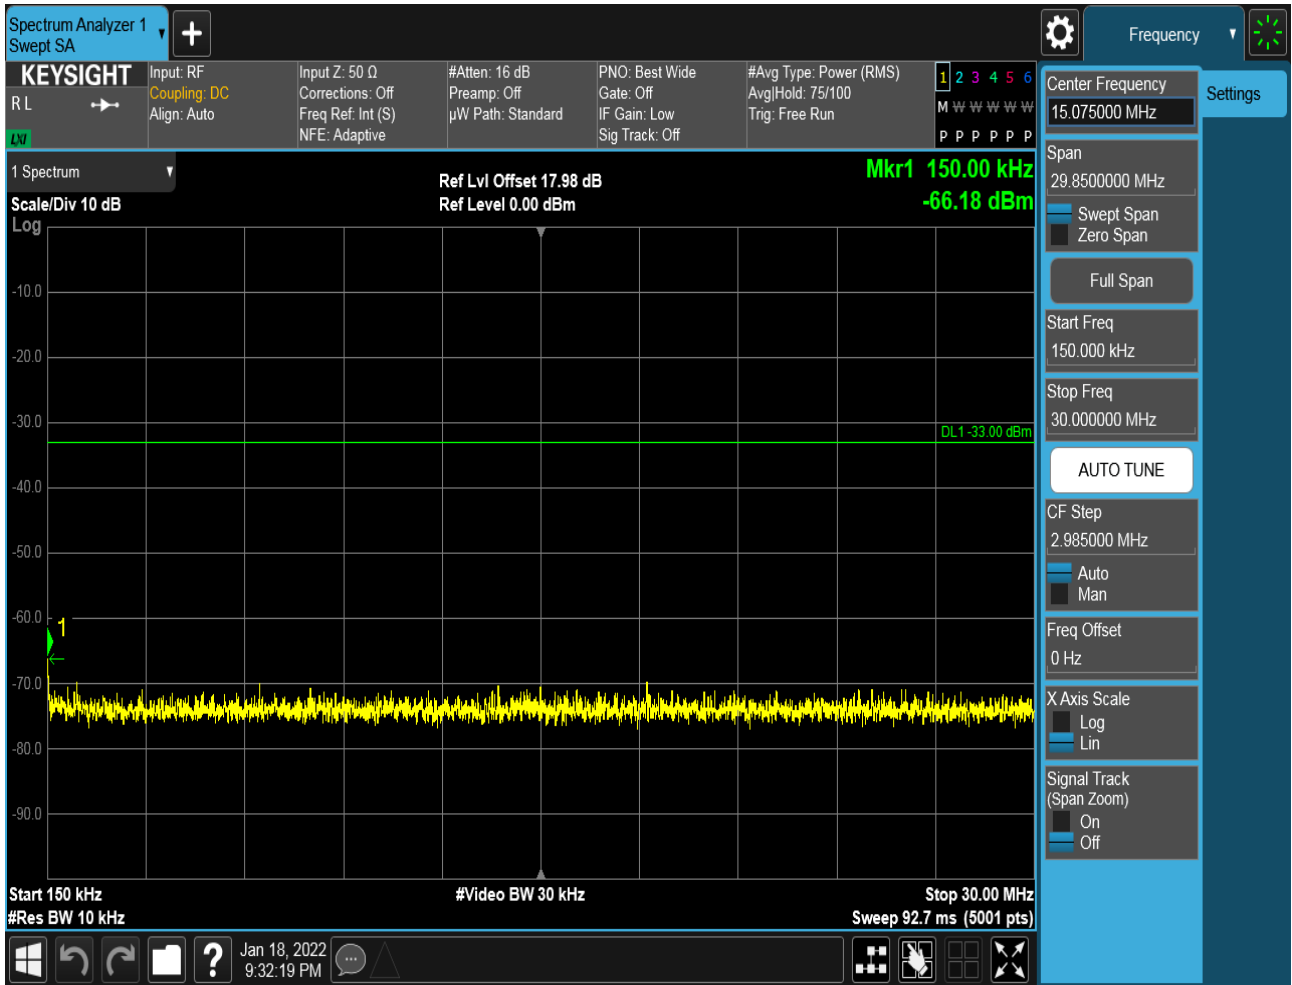 Spectrum Analyzer 1
Swept SA
Frequency
KEYSIGHT
R L
LXI
Input: RF
Coupling: DC
Align: Auto
Input Z: 50 Ω
Corrections: Off
Freq Ref: Int (S)
NFE: Adaptive
#Atten: 16 dB
Preamp: Off
µW Path: Standard
PNO: Best Wide
Gate: Off
IF Gain: Low
Sig Track: Off
#Avg Type: Power (RMS)
Avg|Hold: 75/100
Trig: Free Run
1 2 3 4 5 6
M W W W W W
P P P P P P
1 Spectrum
Scale/Div 10 dB
Log
Ref Lvl Offset 17.98 dB
Ref Level 0.00 dBm
Mkr1 150.00 kHz
-66.18 dBm
-10.0
-20.0
-30.0
DL1 -33.00 dBm
-40.0
-50.0
-60.0
1
-70.0
-80.0
-90.0
Start 150 kHz
#Video BW 30 kHz
Stop 30.00 MHz
#Res BW 10 kHz
Sweep 92.7 ms (5001 pts)
?
Jan 18, 2022
9:32:19 PM
Center Frequency
15.075000 MHz
Settings
Span
29.8500000 MHz
Swept Span
Zero Span
Full Span
Start Freq
150.000 kHz
Stop Freq
30.000000 MHz
AUTO TUNE
CF Step
2.985000 MHz
Auto
Man
Freq Offset
0 Hz
X Axis Scale
Log
Lin
Signal Track
(Span Zoom)
On
Off